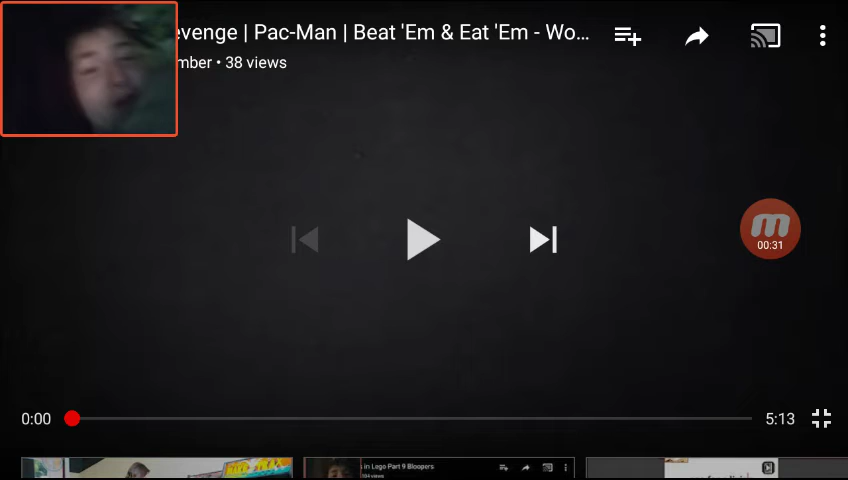 evenge | Pac-Man | Beat 'Em & Eat 'Em - Wo...
mber • 38 views
m
00:31
0:00
5:13
in Lego Part 9 Bloopers
views